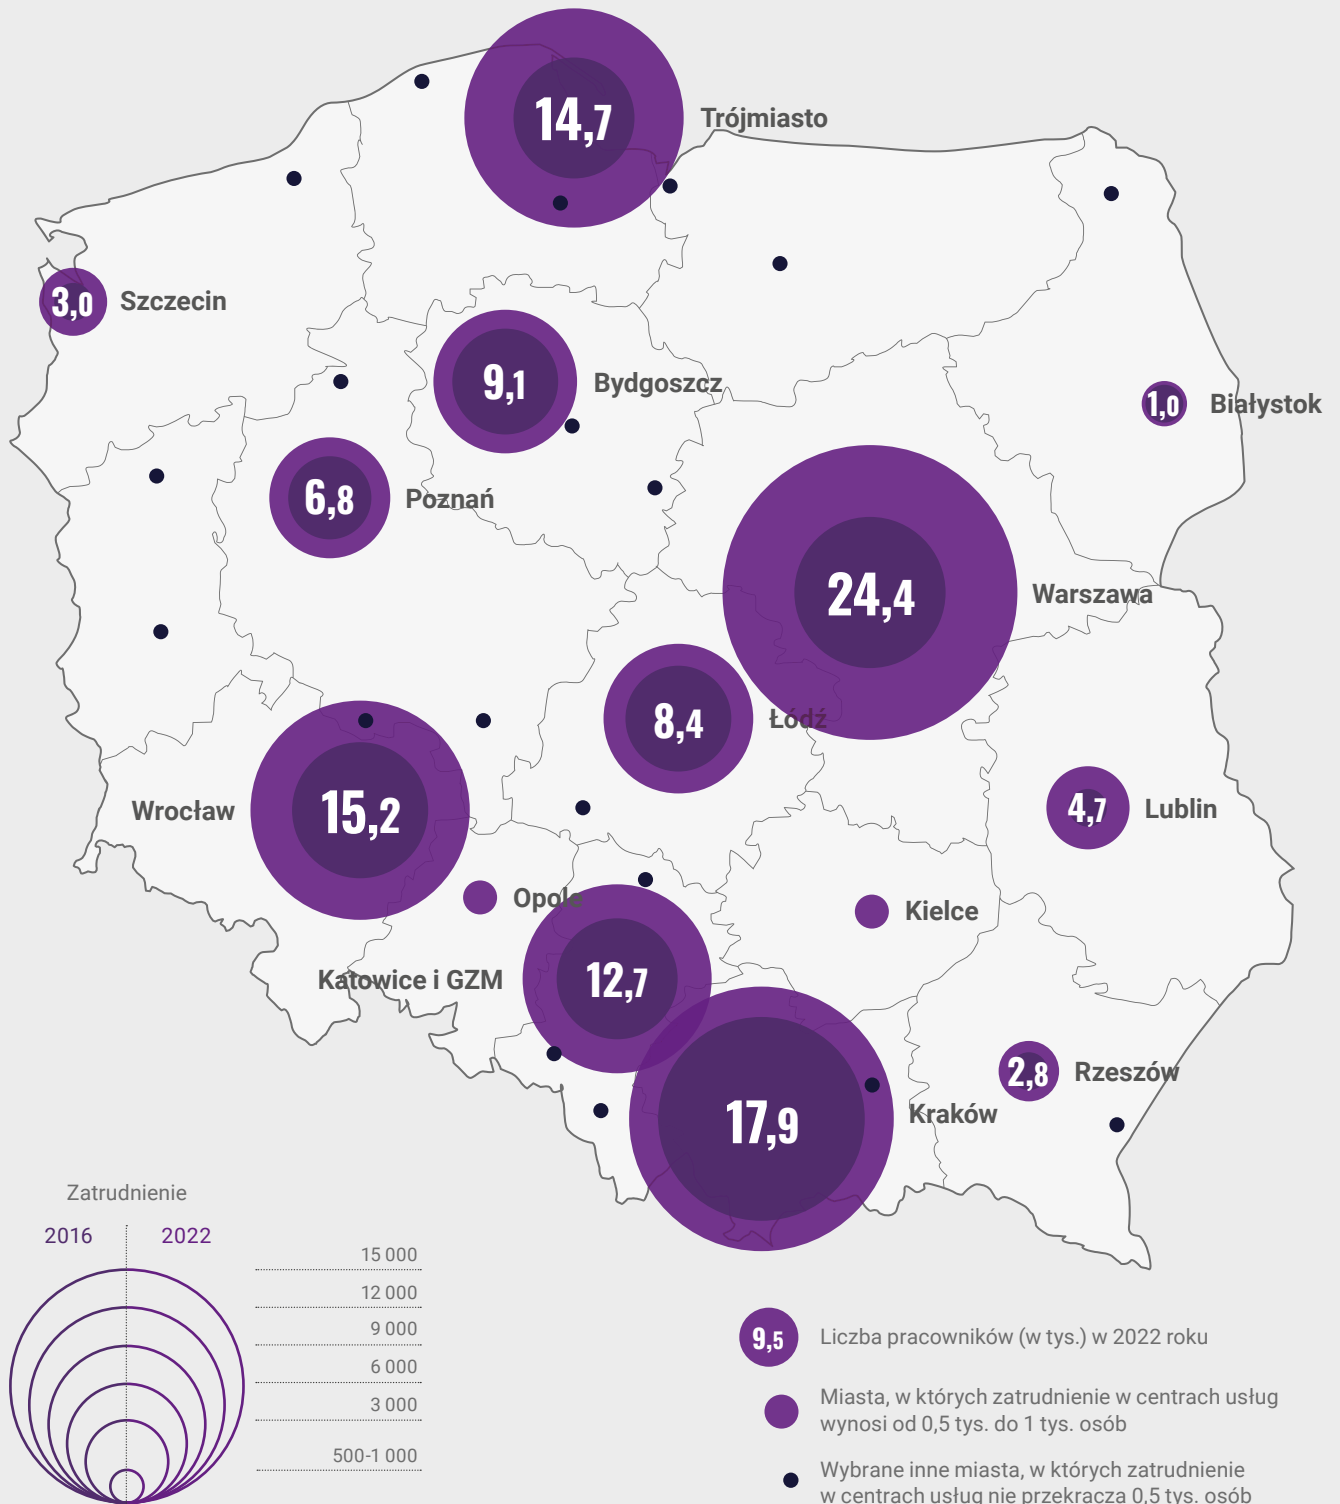 14,7
Trójmiasto
3,0
Szczecin
9,1
Bydgoszcz
1,0
Białystok
6,8
Poznań
24,4
Warszawa
8,4
Łódź
Wrocław
15,2
4,7
Lublin
Opole
Kielce
Katowice i GZM
12,7
2,8
Rzeszów
17,9
Kraków
Zatrudnienie
2016
2022
15 000
12 000
9 000
6 000
3 000
500-1 000
9,5
Liczba pracowników (w tys.) w 2022 roku
Miasta, w których zatrudnienie w centrach usług
wynosi od 0,5 tys. do 1 tys. osób
Wybrane inne miasta, w których zatrudnienie
w centrach usług nie przekracza 0,5 tys. osób